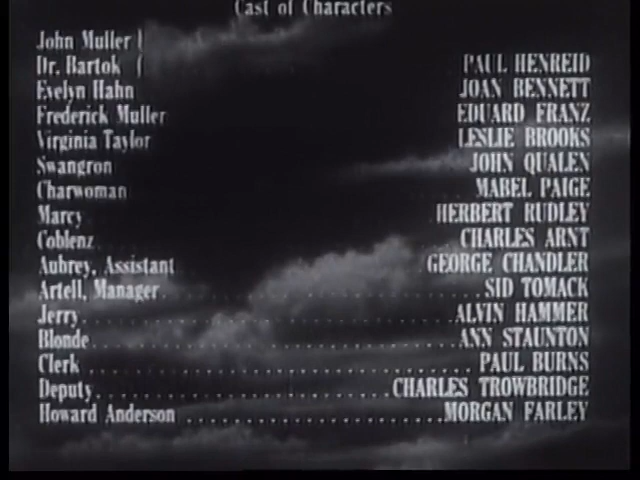 Cast of Characters
John Muller
Dr. Bartok PAUL HENREID
Evelyn Hahn JOAN BENNETT
Frederick Muller EDUARD FRANZ
Virginia Taylor LESLIE BROOKS
Swangron JOHN QUALEN
Charwoman MABEL PAIGE
Marcy HERBERT RUDLEY
Coblenz CHARLES ARNT
Aubrey, Assistant GEORGE CHANDLER
Artell, Manager SID TOMACK
Jerry ALVIN HAMMER
Blonde ANN STAUNTON
Clerk PAUL BURNS
Deputy CHARLES TROWBRIDGE
Howard Anderson MORGAN FARLEY